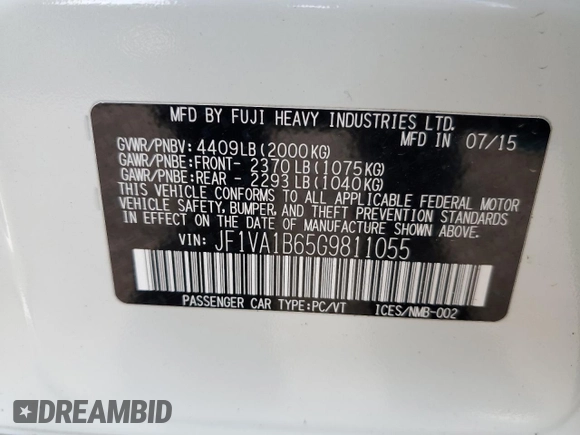 MFD BY FUJI HEAVY INDUSTRIES LTD.
MFD IN 07/15
GVWR/PNBV: 4409LB(2000KG)
GAWR/PNBE:FRONT- 2370LB(1075KG)
GAWR/PNBE:REAR - 2293LB(1040KG)
THIS VEHICLE CONFORMS TO ALL APPLICABLE FEDERAL MOTOR
VEHICLE SAFETY, BUMPER, AND THEFT PREVENTION STANDARDS
IN EFFECT ON THE DATE OF MANUFACTURE SHOWN ABOVE.
VIN: JF1VA1B65G9811055
PASSENGER CAR TYPE:PC/VT ICES/NMB-002
DREAMBID